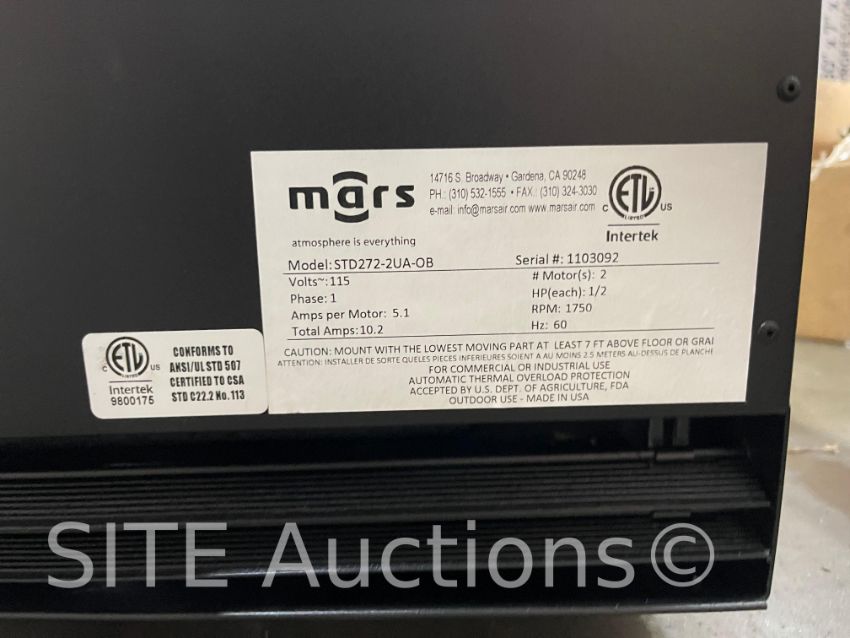 mars
atmosphere is everything
14716 S. Broadway • Gardena, CA 90248
PH.: (310) 532-1555 • FAX.: (310) 324-3030
e-mail: info@marsair.com www.marsair.com
C ETL US
LISTED
Intertek
Model: STD272-2UA-OB
Serial #: 1103092
Volts~: 115
# Motor(s): 2
Phase: 1
HP(each): 1/2
Amps per Motor: 5.1
RPM: 1750
Total Amps: 10.2
Hz: 60
CAUTION: MOUNT WITH THE LOWEST MOVING PART AT LEAST 7 FT ABOVE FLOOR OR GRAI
ATTENTION: INSTALLER DE SORTE QUELES PIECES INFERIEURES SOIENT A AU MOINS 2.5 METERS AU-DESSUS DE PLANCHE
FOR COMMERCIAL OR INDUSTRIAL USE
AUTOMATIC THERMAL OVERLOAD PROTECTION
ACCEPTED BY U.S. DEPT. OF AGRICULTURE, FDA
OUTDOOR USE - MADE IN USA
C ETL US
Intertek
9800175
CONFORMS TO
ANSI/UL STD 507
CERTIFIED TO CSA
STD C22.2 No. 113
SITE Auctions©